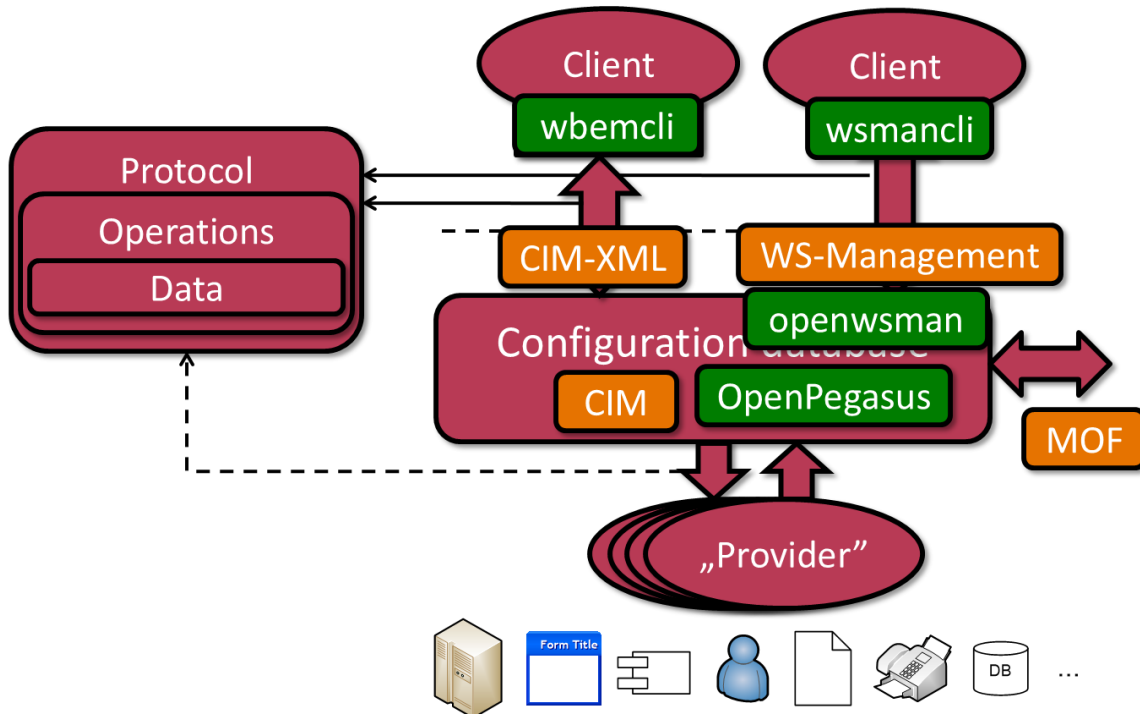 Client
Client
wbemcli
wsmancli
Protocol
Operations
Data
CIM-XML
WS-Management
openwsman
Configuration database
CIM
OpenPegasus
MOF
„Provider”
Form Title
DB
...